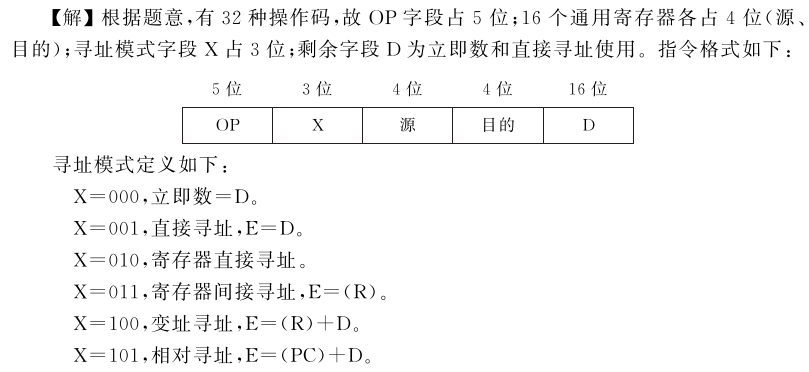 【解】根据题意,有 32 种操作码,故 OP 字段占 5 位;16 个通用寄存器各占 4 位(源、
目的);寻址模式字段 X 占 3 位;剩余字段 D 为立即数和直接寻址使用。指令格式如下:
5 位 3 位 4 位 4 位 16 位
OP X 源 目的 D
寻址模式定义如下:
X=000,立即数=D。
X=001,直接寻址,E=D。
X=010,寄存器直接寻址。
X=011,寄存器间接寻址,E=(R)。
X=100,变址寻址,E=(R)+D。
X=101,相对寻址,E=(PC)+D。